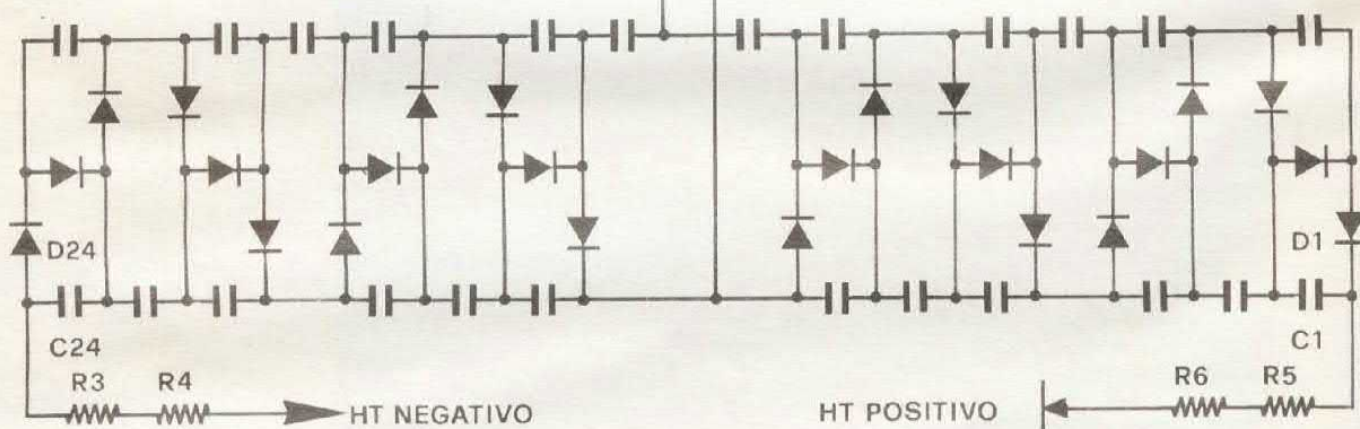 D24
D1
C24
C1
R3 R4
R6 R5
HT NEGATIVO
HT POSITIVO